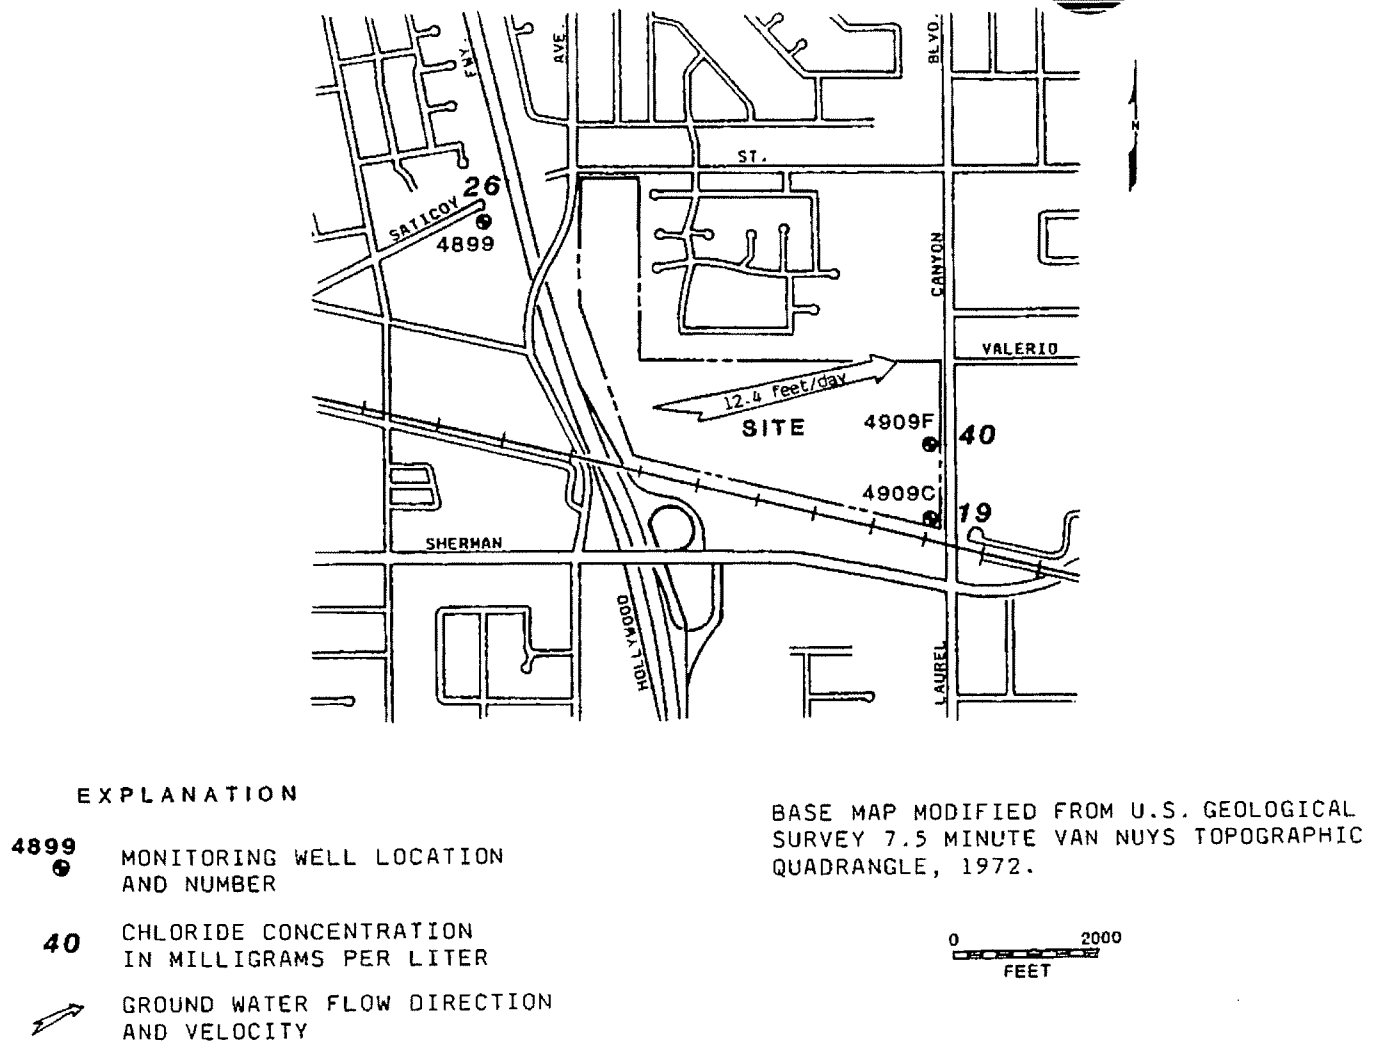 FWY.
AVE.
BLVD.
N
ST.
26
SATICOY
4899
CANYON
VALERIO
12.4 feet/day
SITE
4909F
40
4909C
19
SHERMAN
HOLLYWOOD
LAUREL
EXPLANATION
4899
MONITORING WELL LOCATION
AND NUMBER
40
CHLORIDE CONCENTRATION
IN MILLIGRAMS PER LITER
GROUND WATER FLOW DIRECTION
AND VELOCITY
BASE MAP MODIFIED FROM U.S. GEOLOGICAL
SURVEY 7.5 MINUTE VAN NUYS TOPOGRAPHIC
QUADRANGLE, 1972.
0 2000
FEET